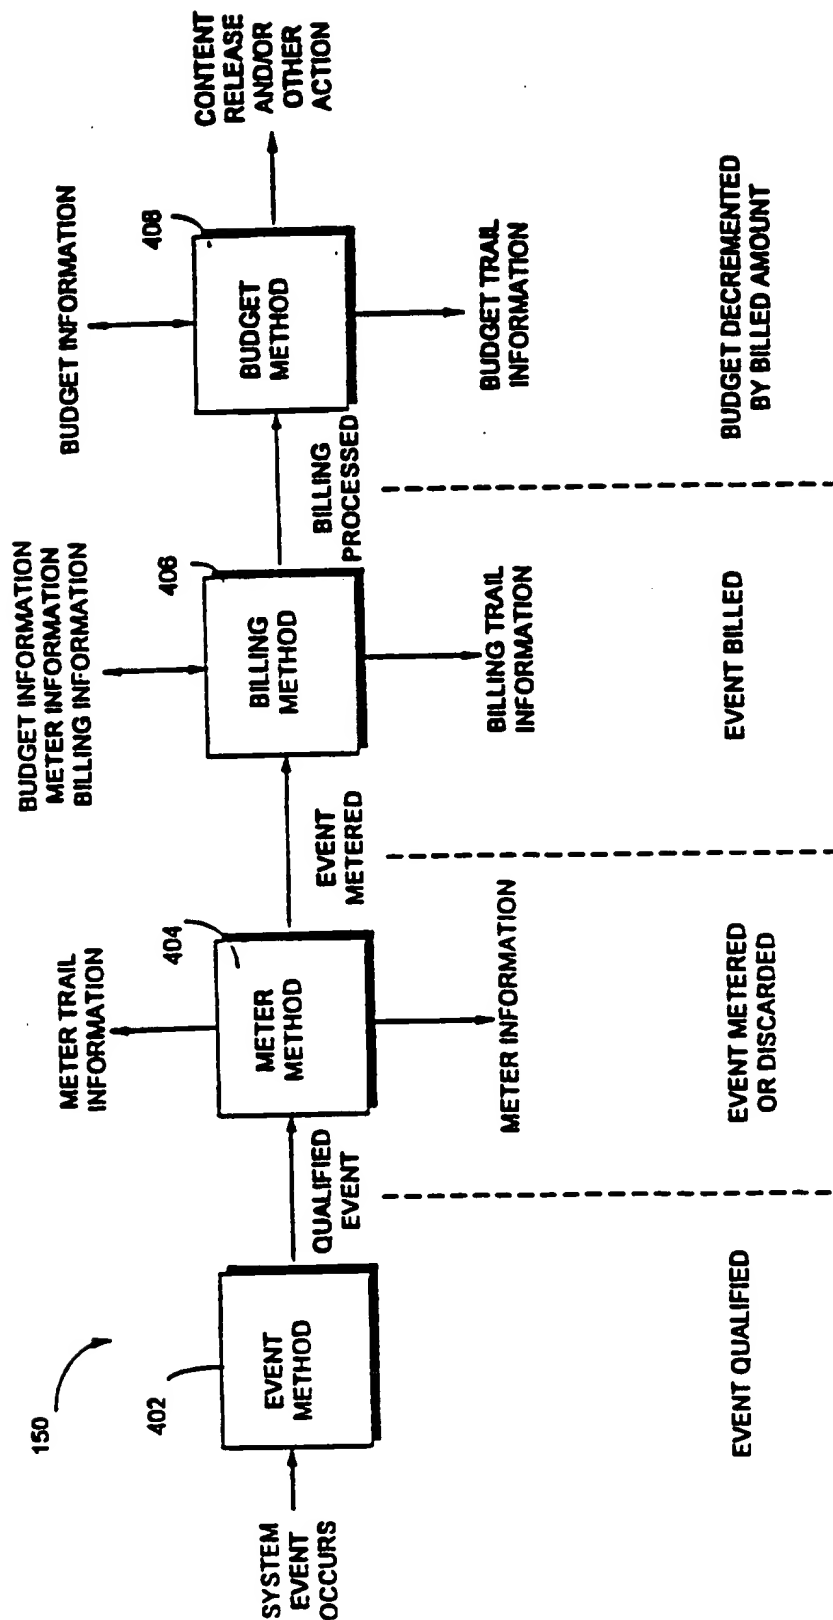 150
SYSTEM
EVENT
OCCURS
402
EVENT
METHOD
QUALIFIED
EVENT
METER TRAIL
INFORMATION
404
METER
METHOD
METER INFORMATION
EVENT
METERED
BUDGET INFORMATION
METER INFORMATION
BILLING INFORMATION
406
BILLING
METHOD
BILLING TRAIL
INFORMATION
BILLING
PROCESSED
BUDGET INFORMATION
408
BUDGET
METHOD
BUDGET TRAIL
INFORMATION
CONTENT
RELEASE
AND/OR
OTHER
ACTION
EVENT QUALIFIED
EVENT METERED
OR DISCARDED
EVENT BILLED
BUDGET DECREMENTED
BY BILLED AMOUNT